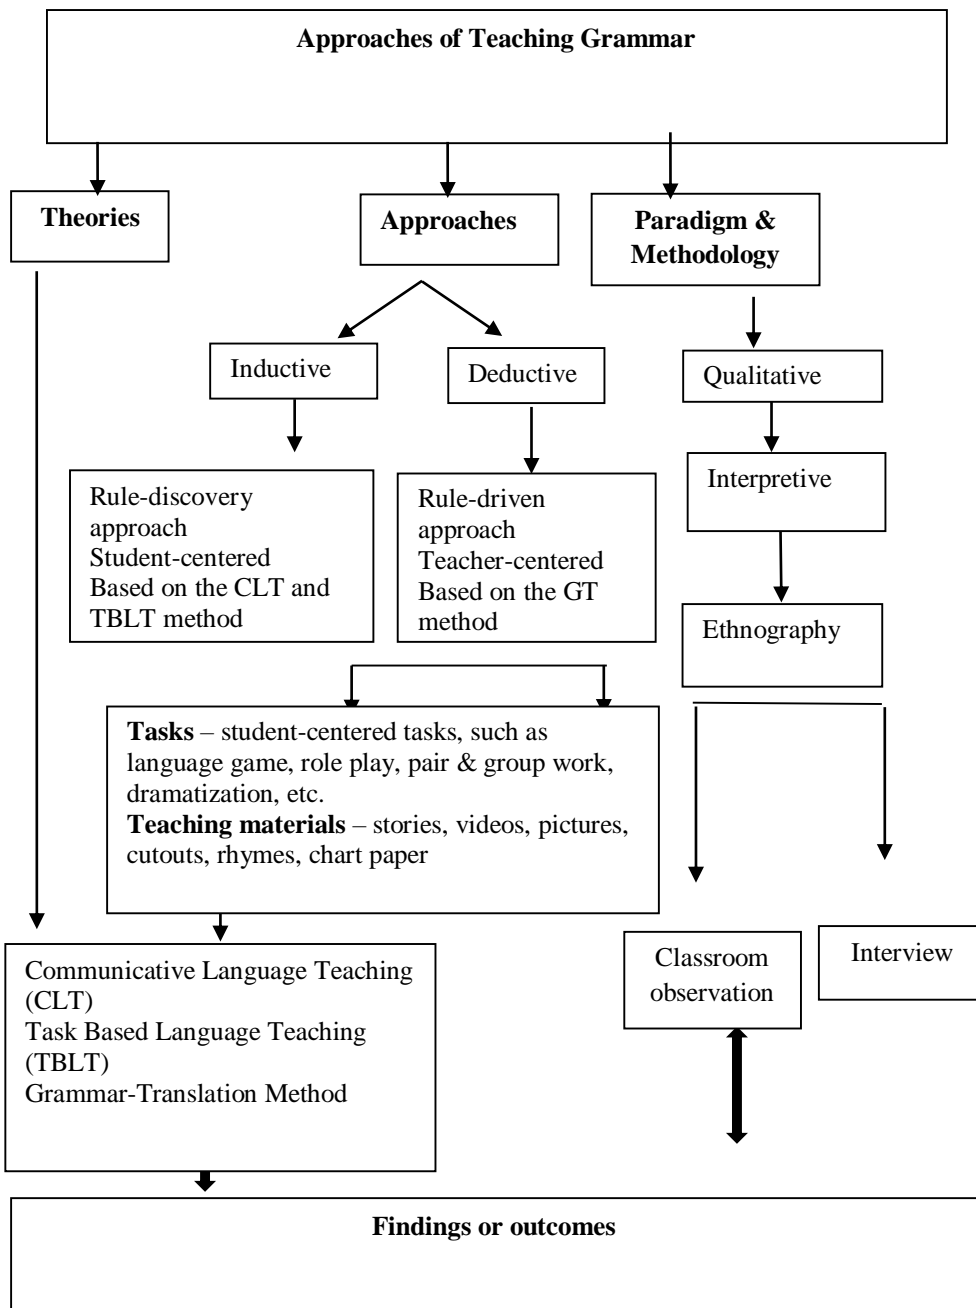 Approaches of Teaching Grammar
Theories
Approaches
Paradigm &
Methodology
Inductive
Deductive
Qualitative
Rule-discovery
approach
Student-centered
Based on the CLT and
TBLT method
Rule-driven
approach
Teacher-centered
Based on the GT
method
Interpretive
Ethnography
Tasks – student-centered tasks, such as
language game, role play, pair & group work,
dramatization, etc.
Teaching materials – stories, videos, pictures,
cutouts, rhymes, chart paper
Communicative Language Teaching
(CLT)
Task Based Language Teaching
(TBLT)
Grammar-Translation Method
Classroom
observation
Interview
Findings or outcomes